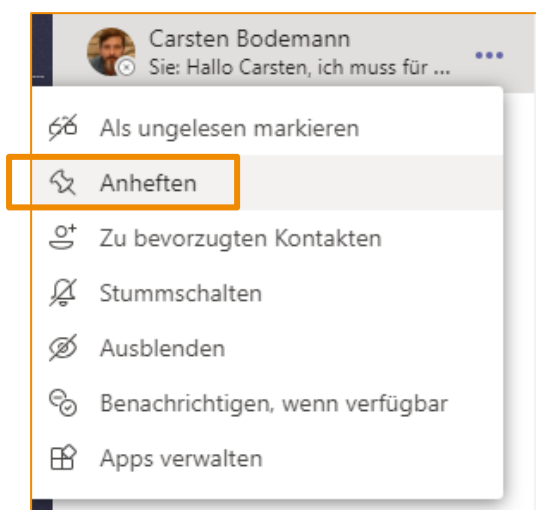 Carsten Bodemann
Sie: Hallo Carsten, ich muss für ...
Als ungelesen markieren
Anheften
Zu bevorzugten Kontakten
Stummschalten
Ausblenden
Benachrichtigen, wenn verfügbar
Apps verwalten